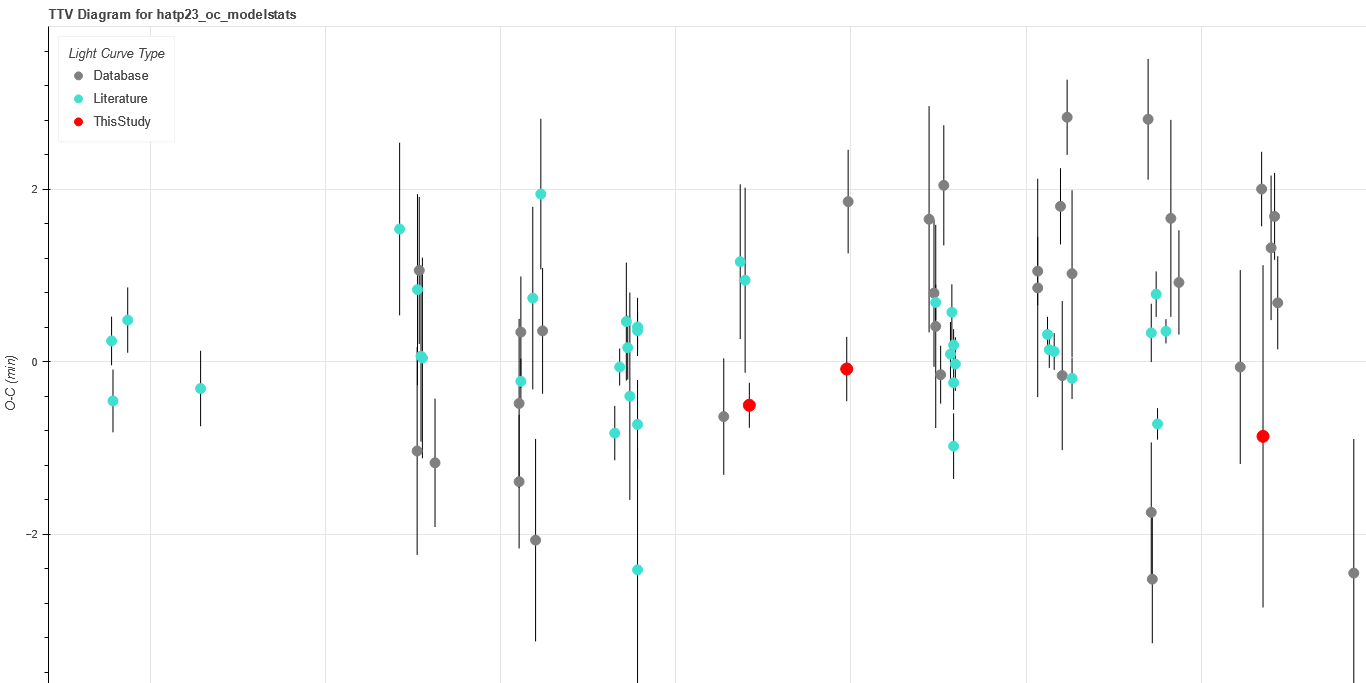 TTV Diagram for hatp23_oc_modelstats
Light Curve Type
Database
Literature
ThisStudy
2
0
−2
O-C (min)